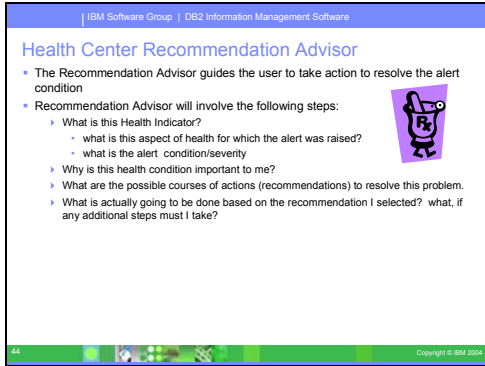 IBM Software Group | DB2 Information Management Software
Health Center Recommendation Advisor
▪ The Recommendation Advisor guides the user to take action to resolve the alert
condition
▪ Recommendation Advisor will involve the following steps:
What is this Health Indicator?
• what is this aspect of health for which the alert was raised?
• what is the alert condition/severity
Why is this health condition important to me?
What are the possible courses of actions (recommendations) to resolve this problem.
What is actually going to be done based on the recommendation I selected? what, if
any additional steps must I take?
Rx
44
Copyright © IBM 2004